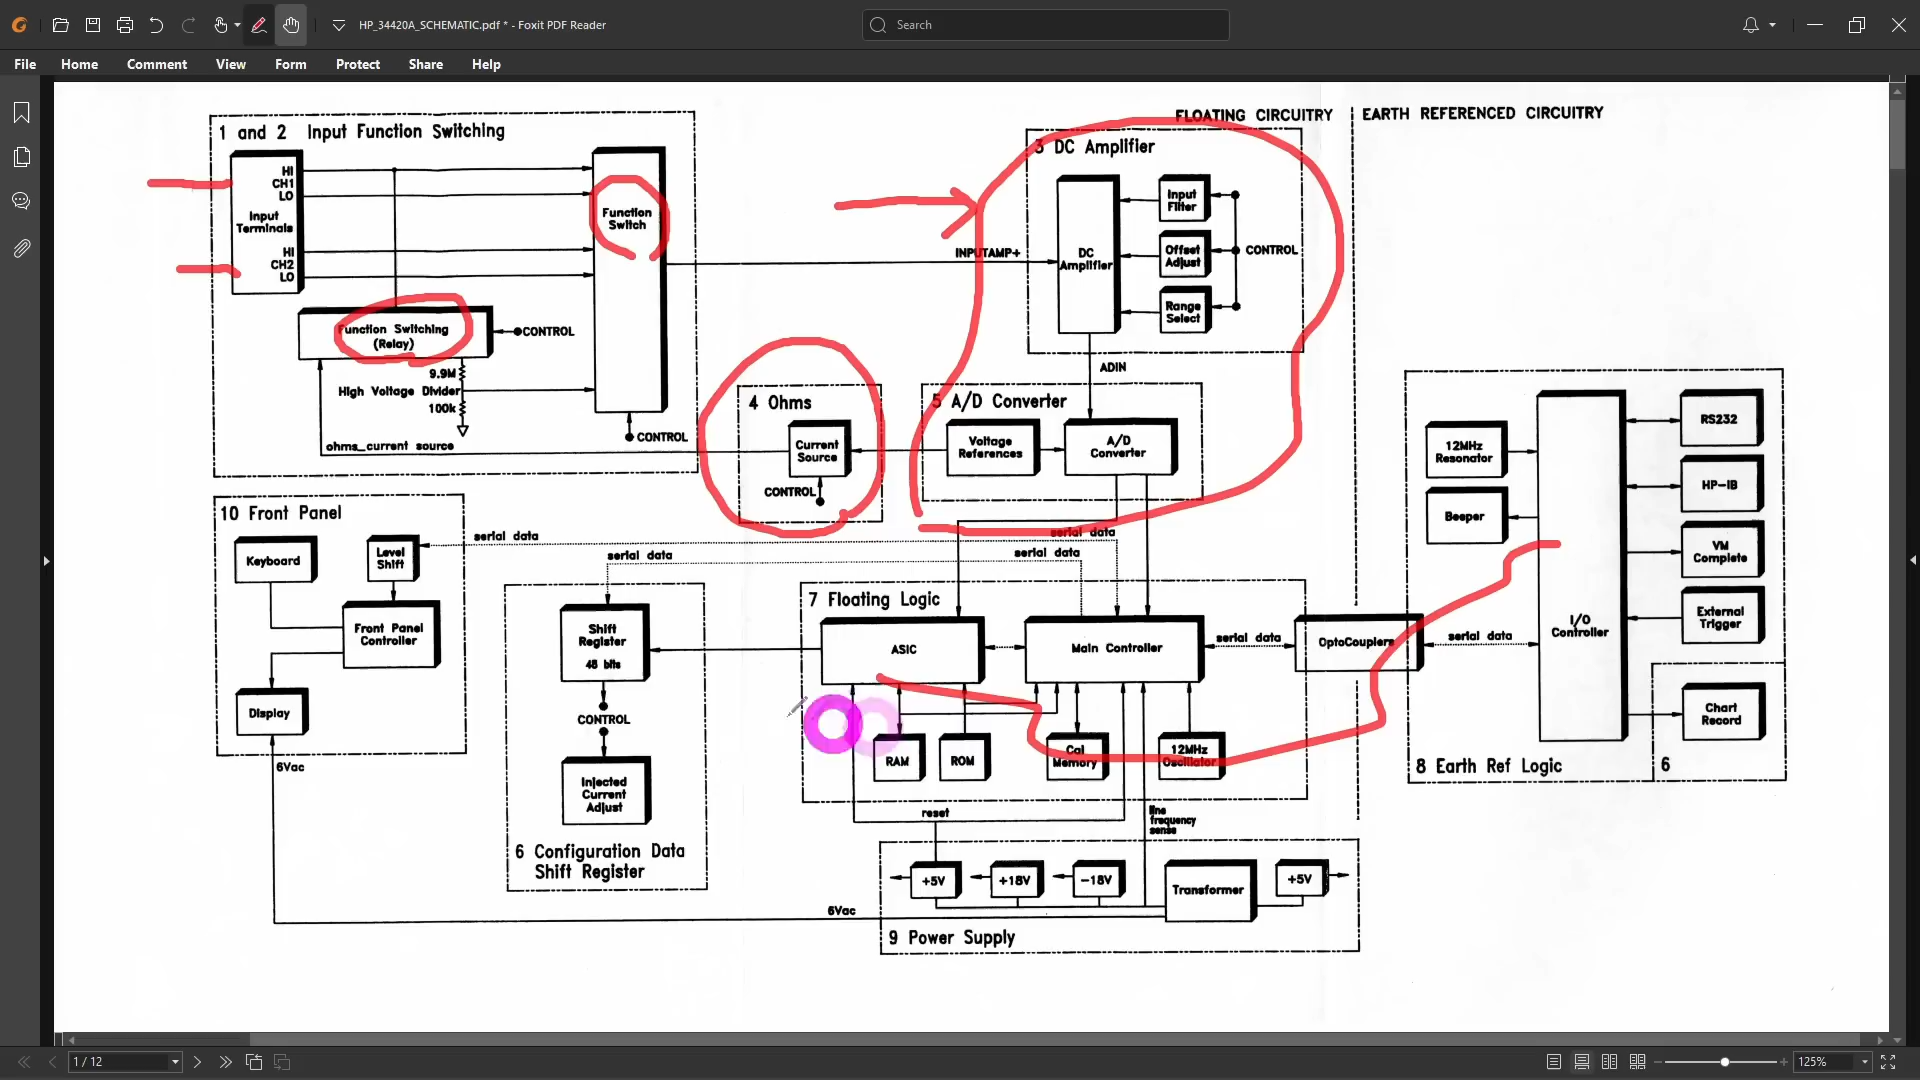 HP_34420A_SCHEMATIC.pdf * - Foxit PDF Reader
Search
File Home Comment View Form Protect Share Help
FLOATING CIRCUITRY
EARTH REFERENCED CIRCUITRY
1 and 2 Input Function Switching
HI
CH1
LO
Input
Terminals
HI
CH2
LO
Function
Switch
Function Switching
(Relay)
CONTROL
9.9M
High Voltage Divider
100k
CONTROL
ohms_current source
3 DC Amplifier
INPUTAMP+
DC
Amplifier
Input
Filter
Offset
Adjust
Range
Select
CONTROL
ADIN
4 Ohms
Current
Source
CONTROL
5 A/D Converter
Voltage
References
A/D
Converter
10 Front Panel
Keyboard
Level
Shift
Front Panel
Controller
Display
6Vac
serial data
serial data
serial data
serial data
Shift
Register
48 bits
CONTROL
Injected
Current
Adjust
6 Configuration Data
Shift Register
7 Floating Logic
ASIC
Main Controller
serial data
OptoCouplers
serial data
RAM
ROM
Cal
Memory
12MHz
Oscillator
reset
line
frequency
sense
12MHz
Resonator
Beeper
I/O
Controller
RS232
HP-IB
VM
Complete
External
Trigger
Chart
Record
8 Earth Ref Logic
6
+5V
+18V
-18V
Transformer
+5V
6Vac
9 Power Supply
1 / 12
125%